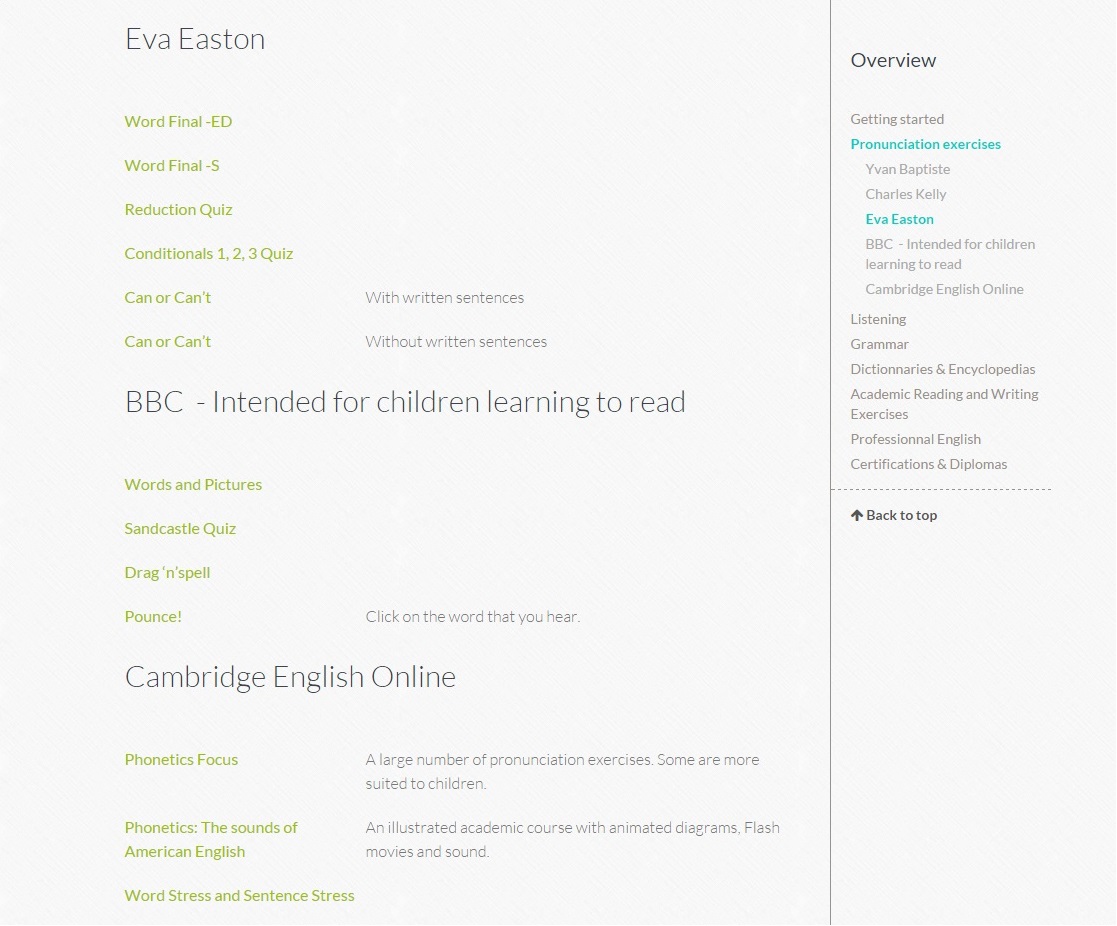 Eva Easton
Word Final -ED
Word Final -S
Reduction Quiz
Conditionals 1, 2, 3 Quiz
Can or Can’t With written sentences
Can or Can’t Without written sentences
BBC  - Intended for children learning to read
Words and Pictures
Sandcastle Quiz
Drag ‘n’spell
Pounce! Click on the word that you hear.
Cambridge English Online
Phonetics Focus A large number of pronunciation exercises. Some are more
suited to children.
Phonetics: The sounds of An illustrated academic course with animated diagrams, Flash
American English movies and sound.
Word Stress and Sentence Stress
Overview
Getting started
Pronunciation exercises
Yvan Baptiste
Charles Kelly
Eva Easton
BBC  - Intended for children
learning to read
Cambridge English Online
Listening
Grammar
Dictionnaries & Encyclopedias
Academic Reading and Writing
Exercises
Professionnal English
Certifications & Diplomas
Back to top